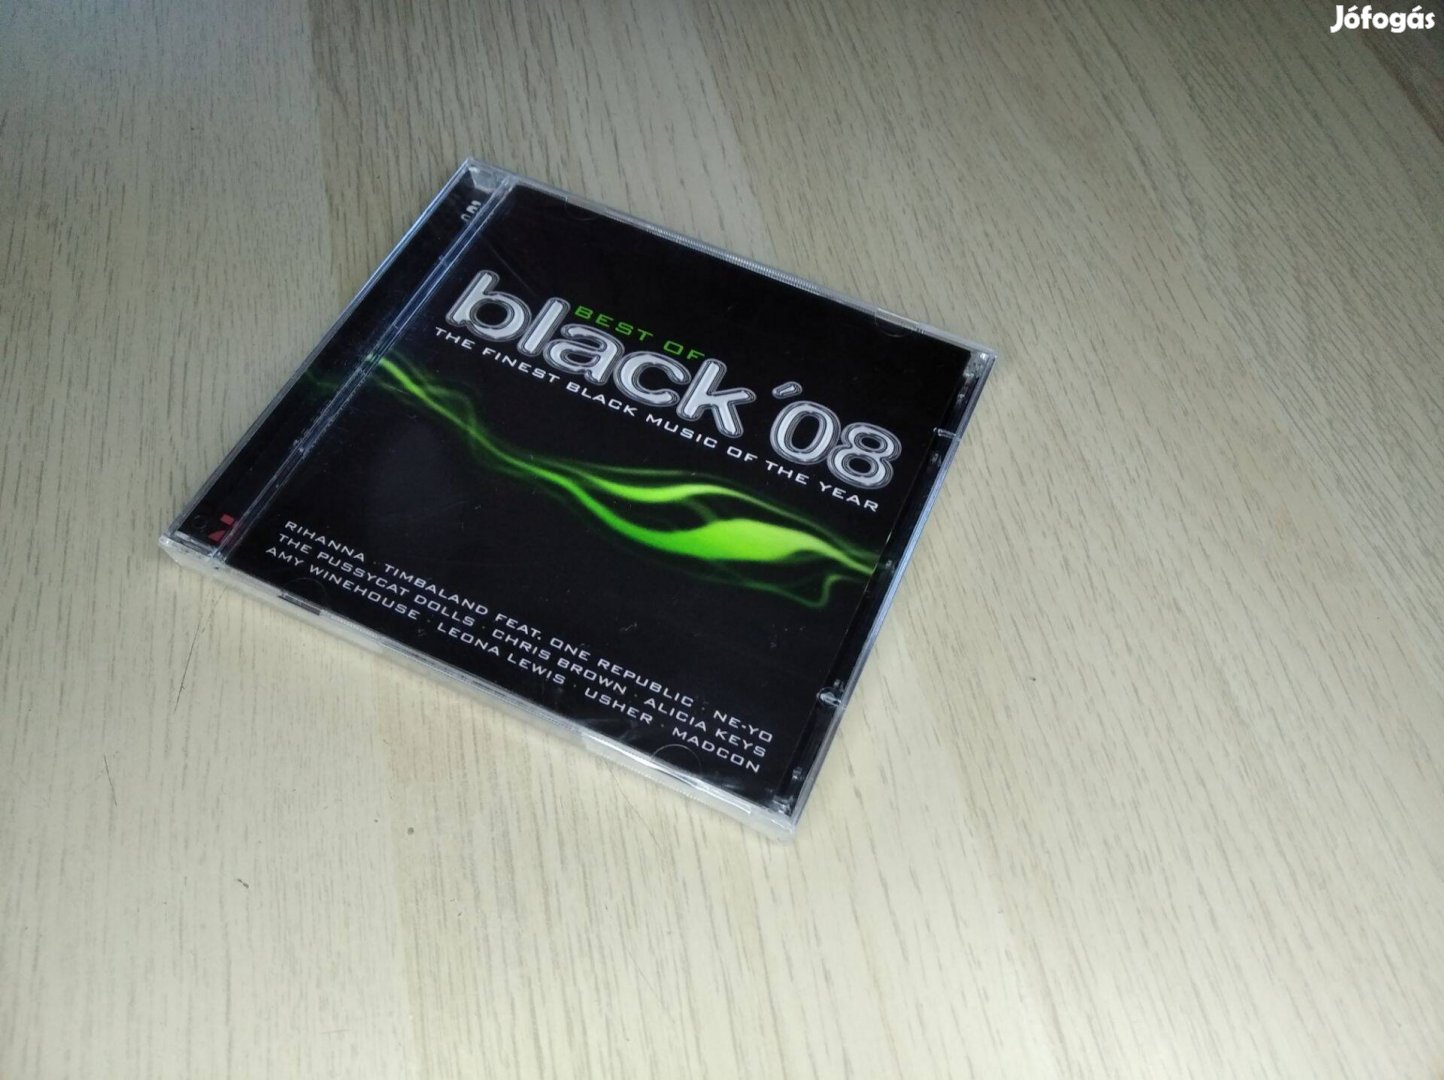 Jófogás
BEST OF
black '08
THE FINEST BLACK MUSIC OF THE YEAR
RIHANNA · TIMBALAND FEAT. ONE REPUBLIC · NE-YO
THE PUSSYCAT DOLLS · CHRIS BROWN · ALICIA KEYS
AMY WINEHOUSE · LEONA LEWIS · USHER · MADCON